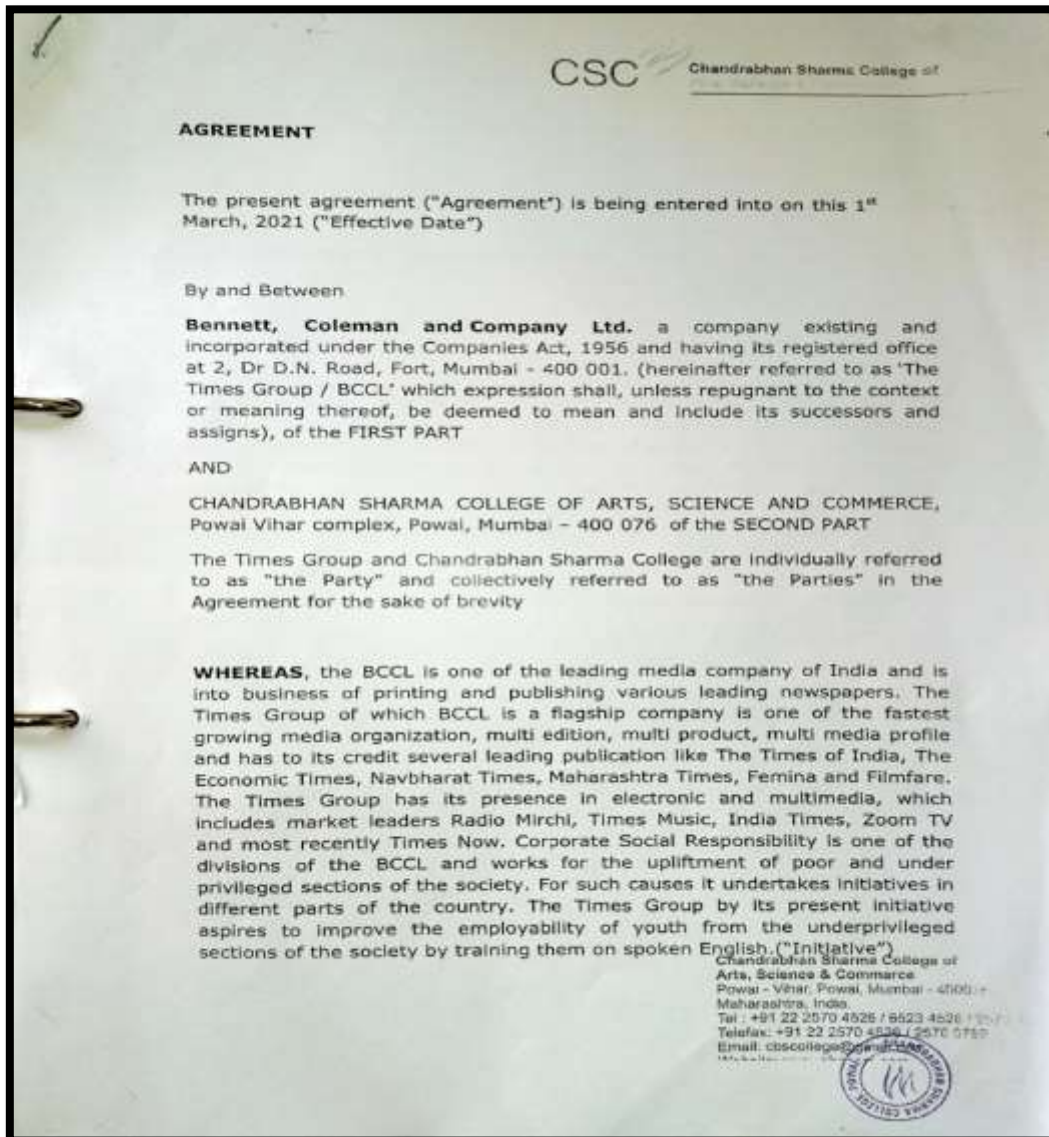 CSC
Chandrabhan Sharma College of
AGREEMENT
The present agreement ("Agreement") is being entered into on this 1st
March, 2021 ("Effective Date")
By and Between
Bennett, Coleman and Company Ltd. a company existing and
incorporated under the Companies Act, 1956 and having its registered office
at 2, Dr D.N. Road, Fort, Mumbai - 400 001. (hereinafter referred to as 'The
Times Group / BCCL' which expression shall, unless repugnant to the context
or meaning thereof, be deemed to mean and include its successors and
assigns), of the FIRST PART
AND
CHANDRABHAN SHARMA COLLEGE OF ARTS, SCIENCE AND COMMERCE,
Powai Vihar complex, Powai, Mumbai – 400 076 of the SECOND PART
The Times Group and Chandrabhan Sharma College are individually referred
to as "the Party" and collectively referred to as "the Parties" in the
Agreement for the sake of brevity
WHEREAS, the BCCL is one of the leading media company of India and is
into business of printing and publishing various leading newspapers. The
Times Group of which BCCL is a flagship company is one of the fastest
growing media organization, multi edition, multi product, multi media profile
and has to its credit several leading publication like The Times of India, The
Economic Times, Navbharat Times, Maharashtra Times, Femina and Filmfare.
The Times Group has its presence in electronic and multimedia, which
includes market leaders Radio Mirchi, Times Music, India Times, Zoom TV
and most recently Times Now. Corporate Social Responsibility is one of the
divisions of the BCCL and works for the upliftment of poor and under
privileged sections of the society. For such causes it undertakes initiatives in
different parts of the country. The Times Group by its present initiative
aspires to improve the employability of youth from the underprivileged
sections of the society by training them on spoken English.("Initiative")
Chandrabhan Sharma College of
Arts, Science & Commerce
Powai - Vihar, Powai, Mumbai -
Maharashtra, India.
Tel : +91 22 2570 4526 / 6523 4526 /
Telefax: +91 22 2570 4526 /
Email: